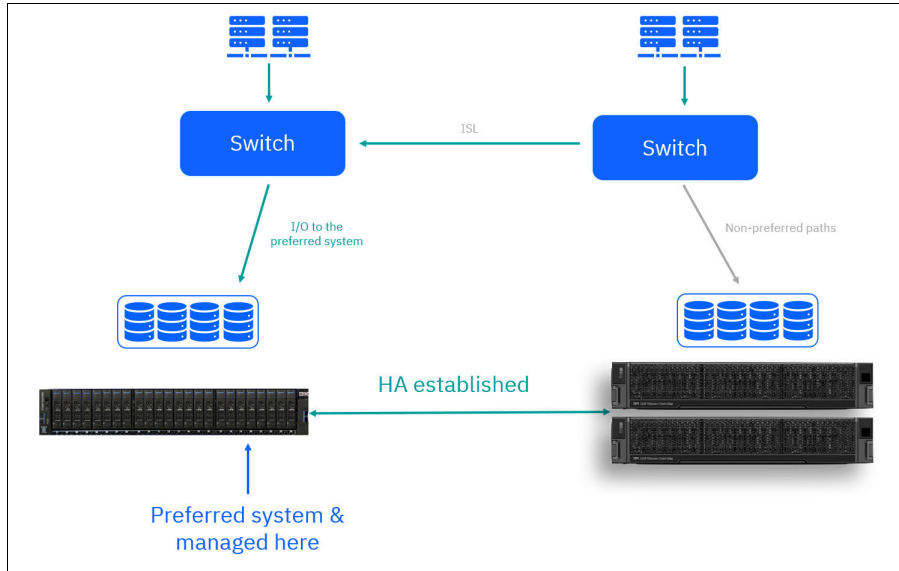 ISL
Switch
Switch
I/O to the
preferred system
Non-preferred paths
HA established
Preferred system &
managed here